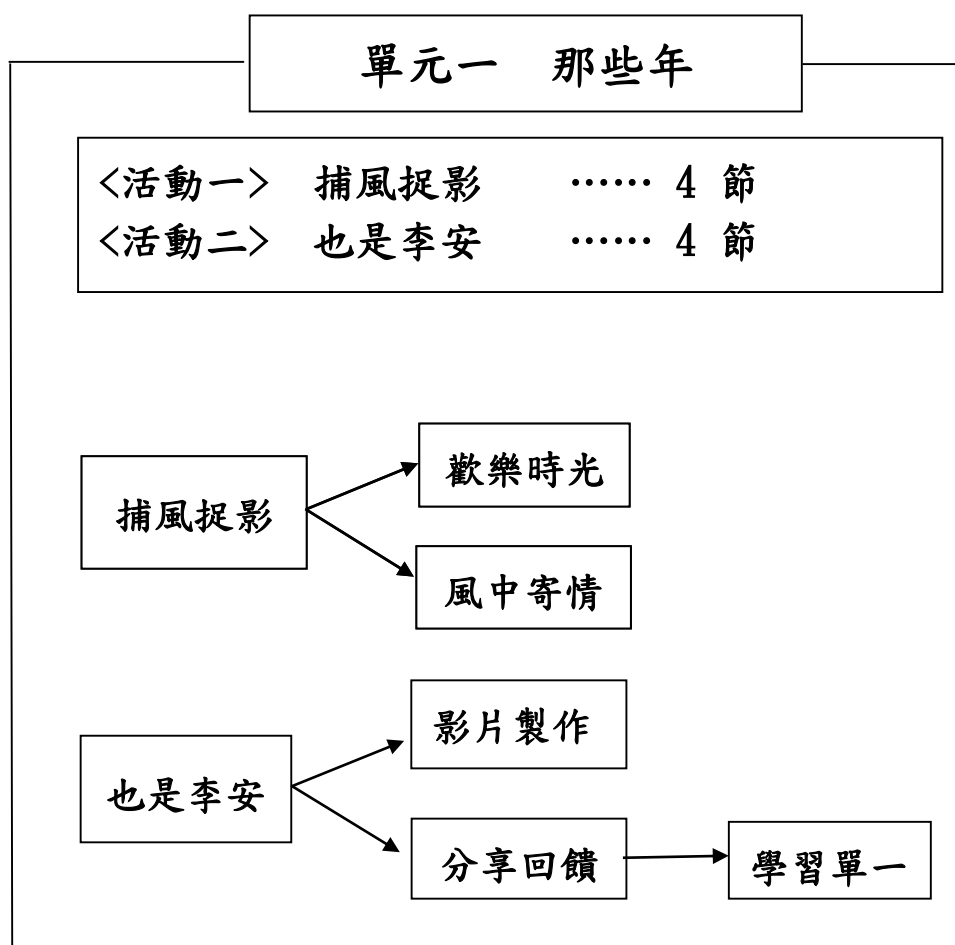 單元一　那些年
<活動一>　捕風捉影　　…… 4 節
<活動二>　也是李安　　…… 4 節
歡樂時光
捕風捉影
風中寄情
影片製作
也是李安
分享回饋
學習單一